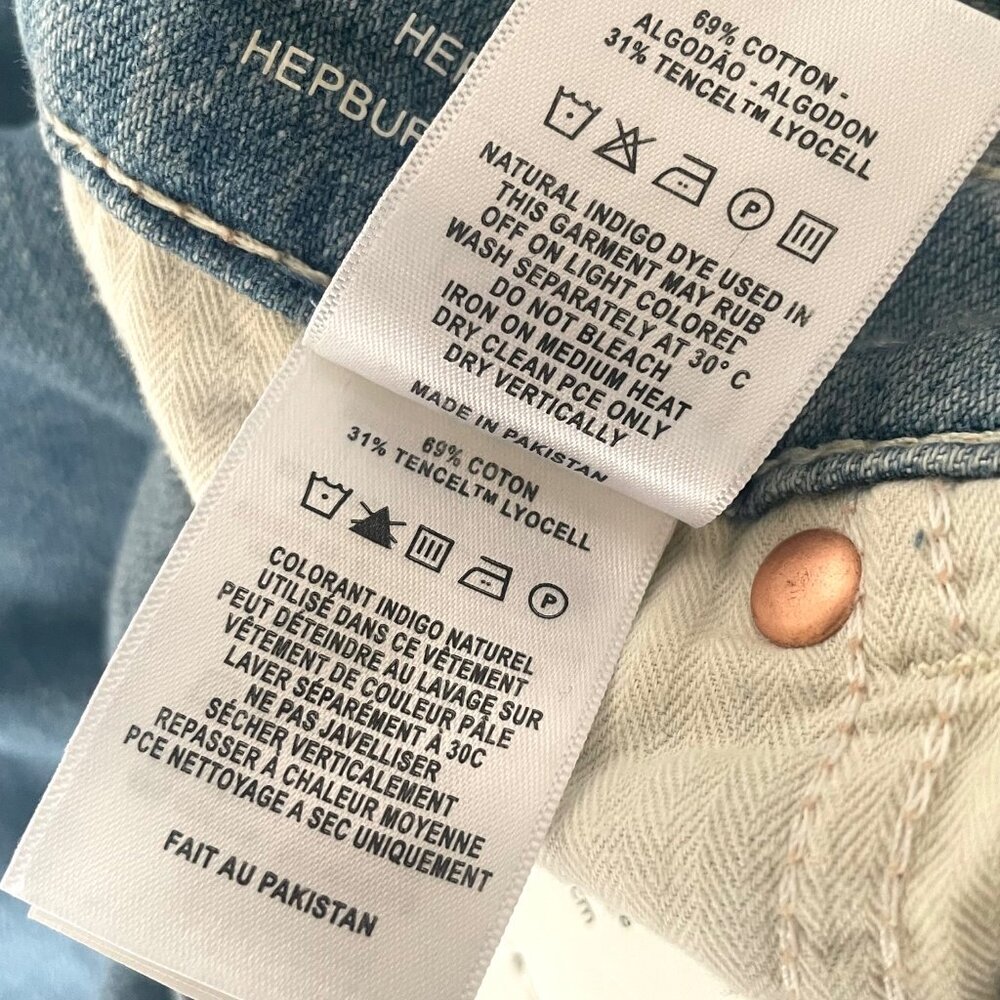 69% COTTON -
ALGODÃO - ALGODON
31% TENCEL™ LYOCELL
P
NATURAL INDIGO DYE USED IN
THIS GARMENT MAY RUB
OFF ON LIGHT COLORED
WASH SEPARATELY AT 30° C
DO NOT BLEACH
IRON ON MEDIUM HEAT
DRY CLEAN PCE ONLY
DRY VERTICALLY
MADE IN PAKISTAN
69% COTON
31% TENCEL™ LYOCELL
P
COLORANT INDIGO NATUREL
UTILISÉ DANS CE VÊTEMENT
PEUT DÉTEINDRE AU LAVAGE SUR
VÊTEMENT DE COULEUR PÂLE
LAVER SÉPARÉMENT À 30C
NE PAS JAVELLISER
SÉCHER VERTICALEMENT
REPASSER À CHALEUR MOYENNE
PCE NETTOYAGE A SEC UNIQUEMENT
FAIT AU PAKISTAN